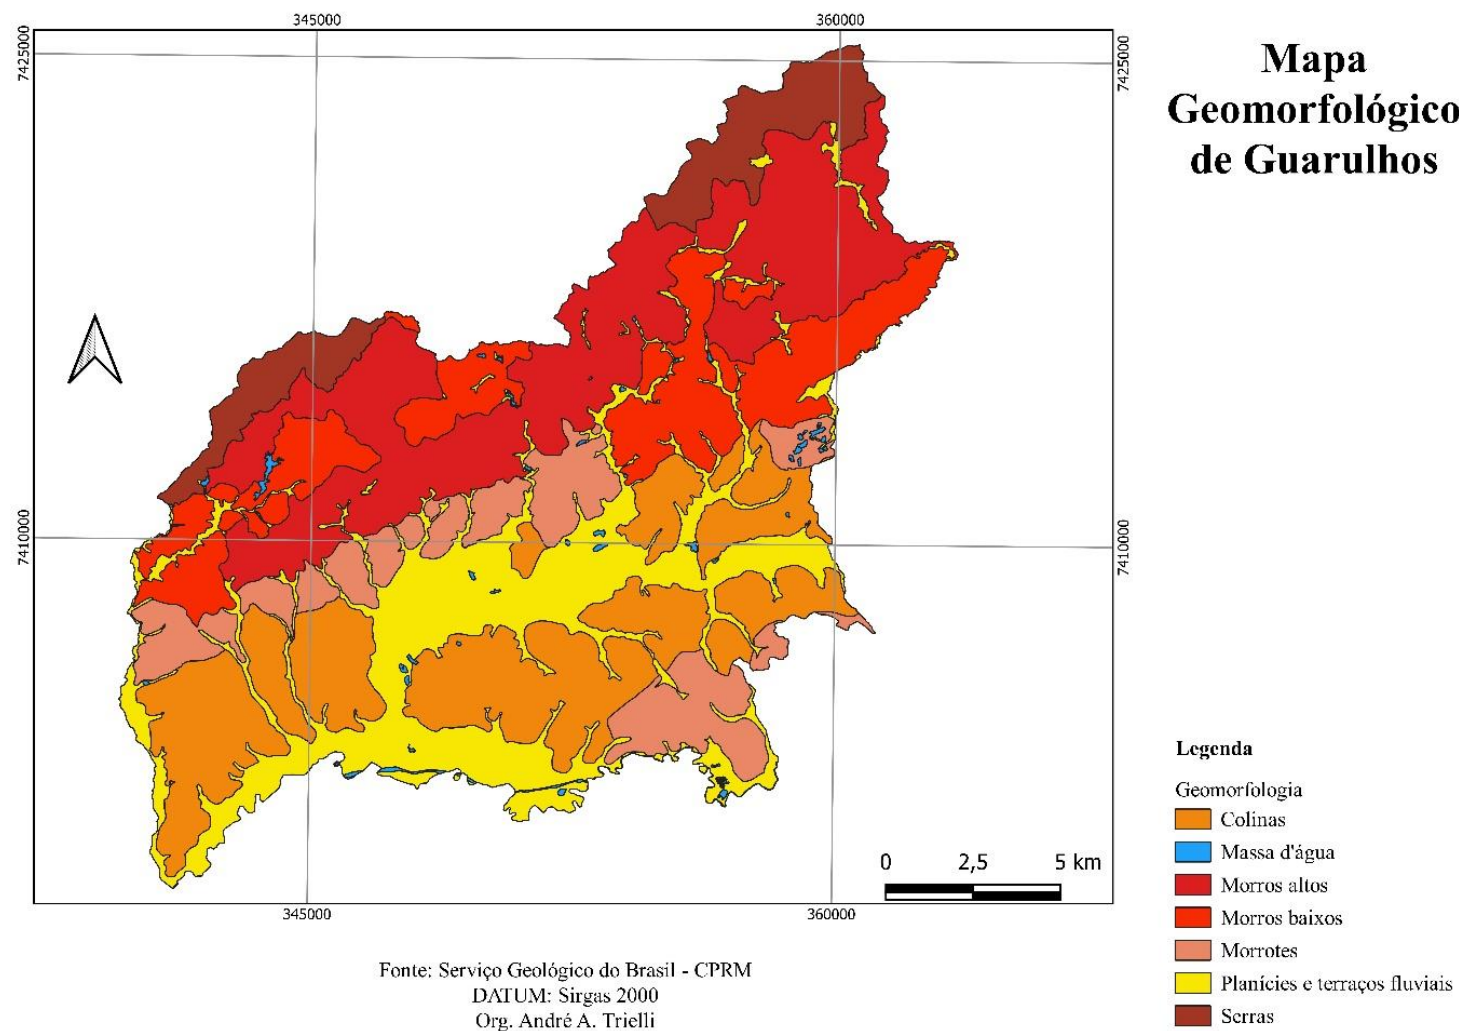 345000
360000
7425000
7425000
Mapa
Geomorfológico
de Guarulhos
7410000
7410000
0 2,5 5 km
345000
360000
Legenda
Geomorfologia
Colinas
Massa d'água
Morros altos
Morros baixos
Morrotes
Planícies e terraços fluviais
Serras
Fonte: Serviço Geológico do Brasil - CPRM
DATUM: Sirgas 2000
Org. André A. Trielli